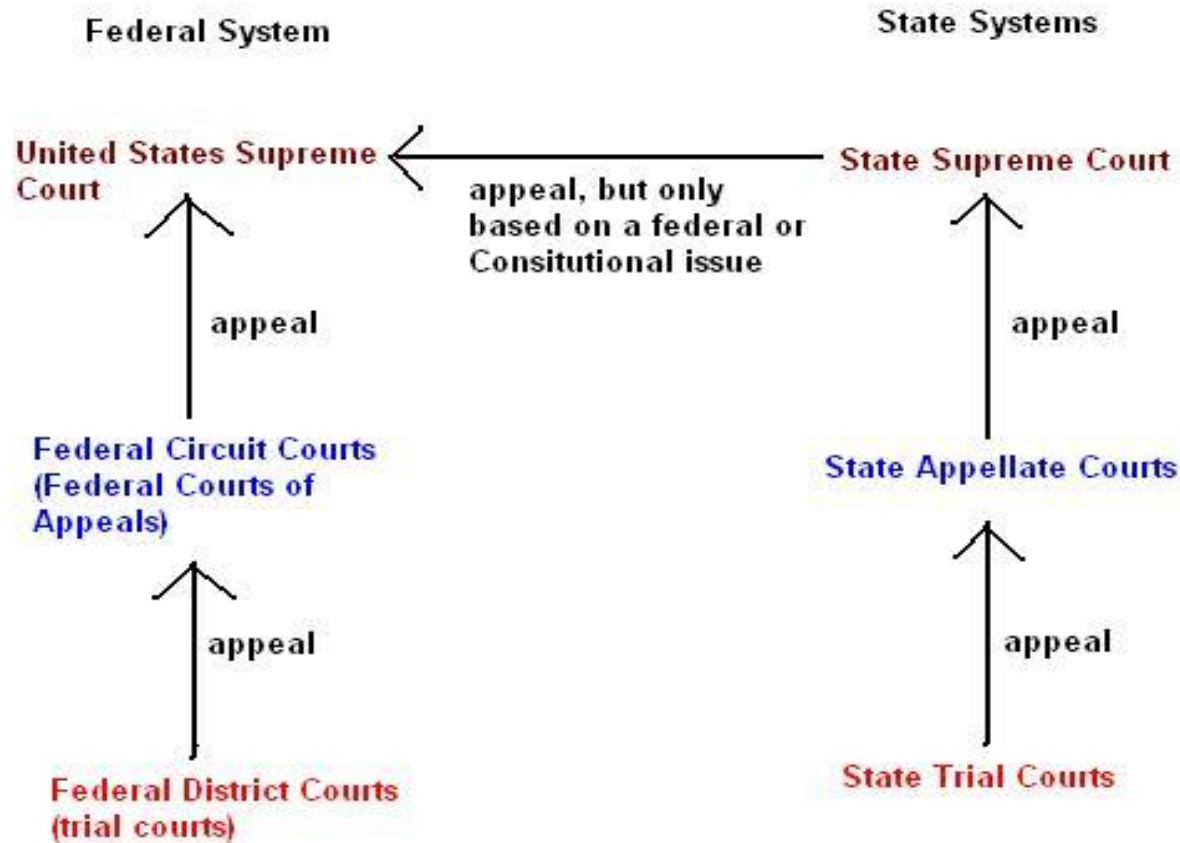 Federal System
State Systems
United States Supreme
Court
State Supreme Court
appeal, but only
based on a federal or
Consitutional issue
appeal
appeal
Federal Circuit Courts
(Federal Courts of
Appeals)
State Appellate Courts
appeal
appeal
Federal District Courts
(trial courts)
State Trial Courts